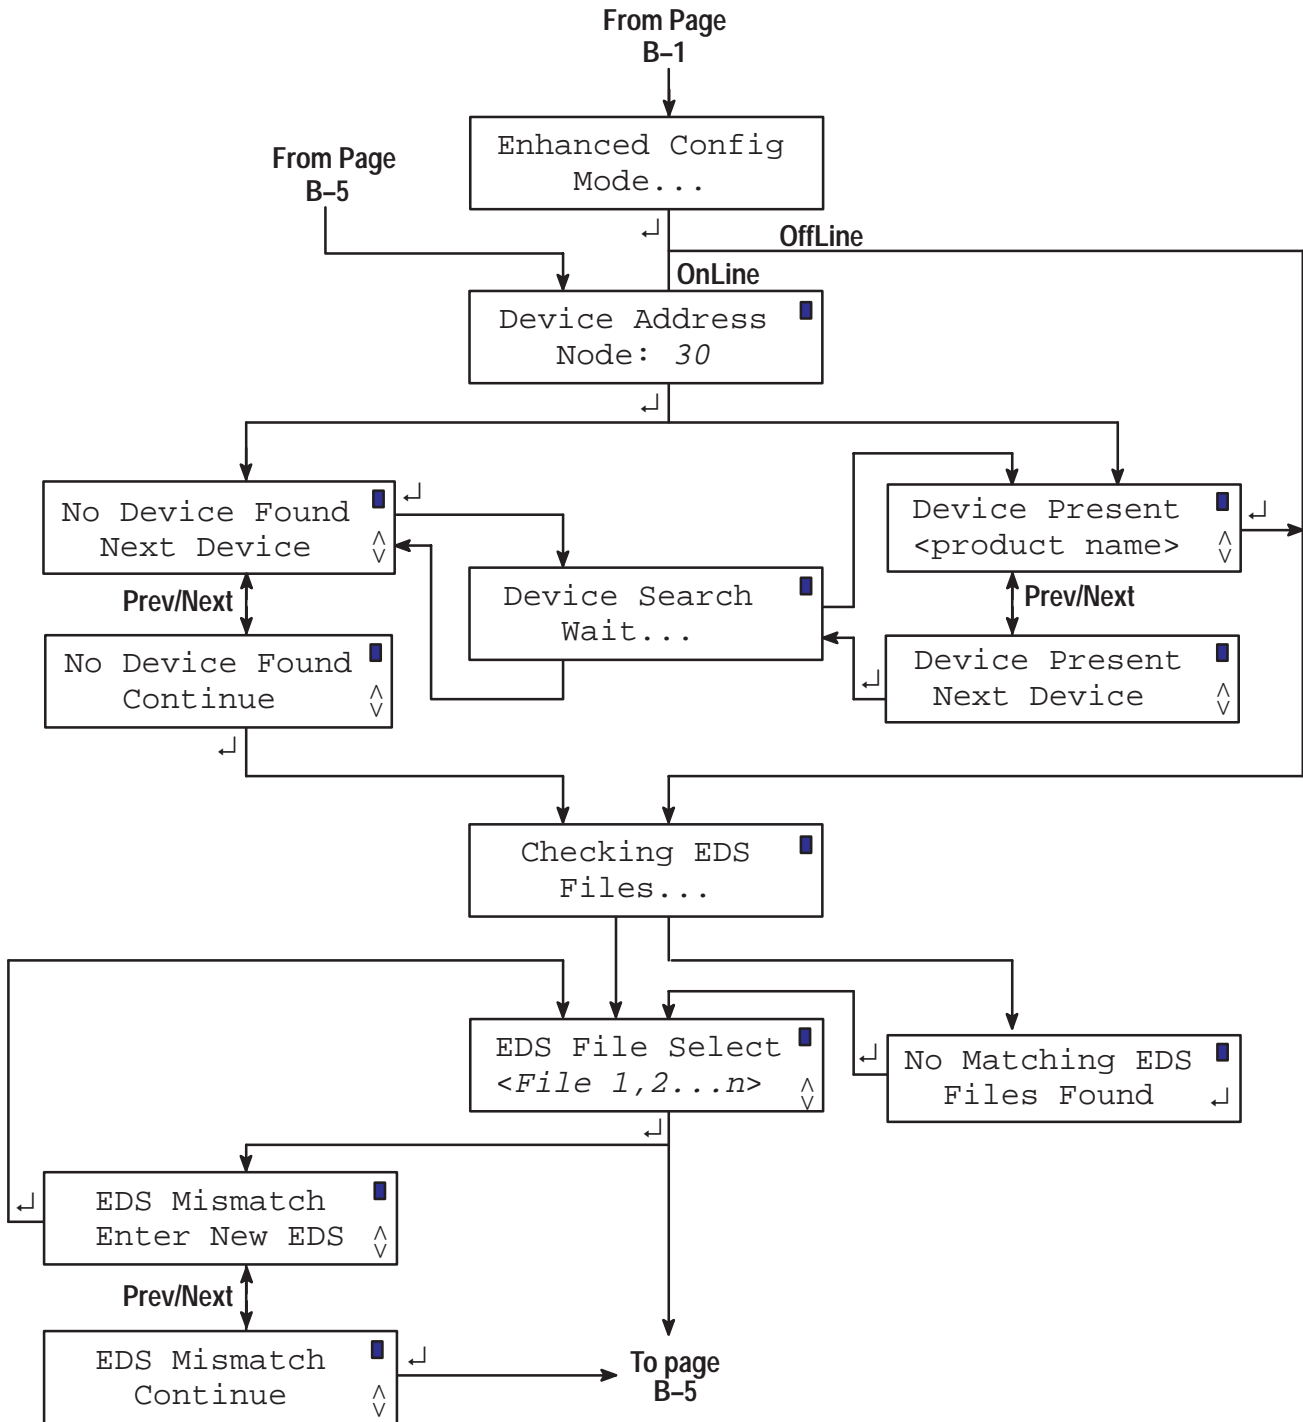 From Page
B–1
Enhanced Config
Mode...
From Page
B–5
↵
OffLine
OnLine
Device Address
Node: 30
↵
No Device Found
Next Device
↵
Device Present
<product name>
↵
Prev/Next
Device Search
Wait...
Prev/Next
No Device Found
Continue
↵
Device Present
Next Device
↵
Checking EDS
Files...
EDS File Select
<File 1,2...n>
↵
No Matching EDS
Files Found ↵
↵
EDS Mismatch
Enter New EDS
↵
Prev/Next
EDS Mismatch
Continue
↵
To page
B–5